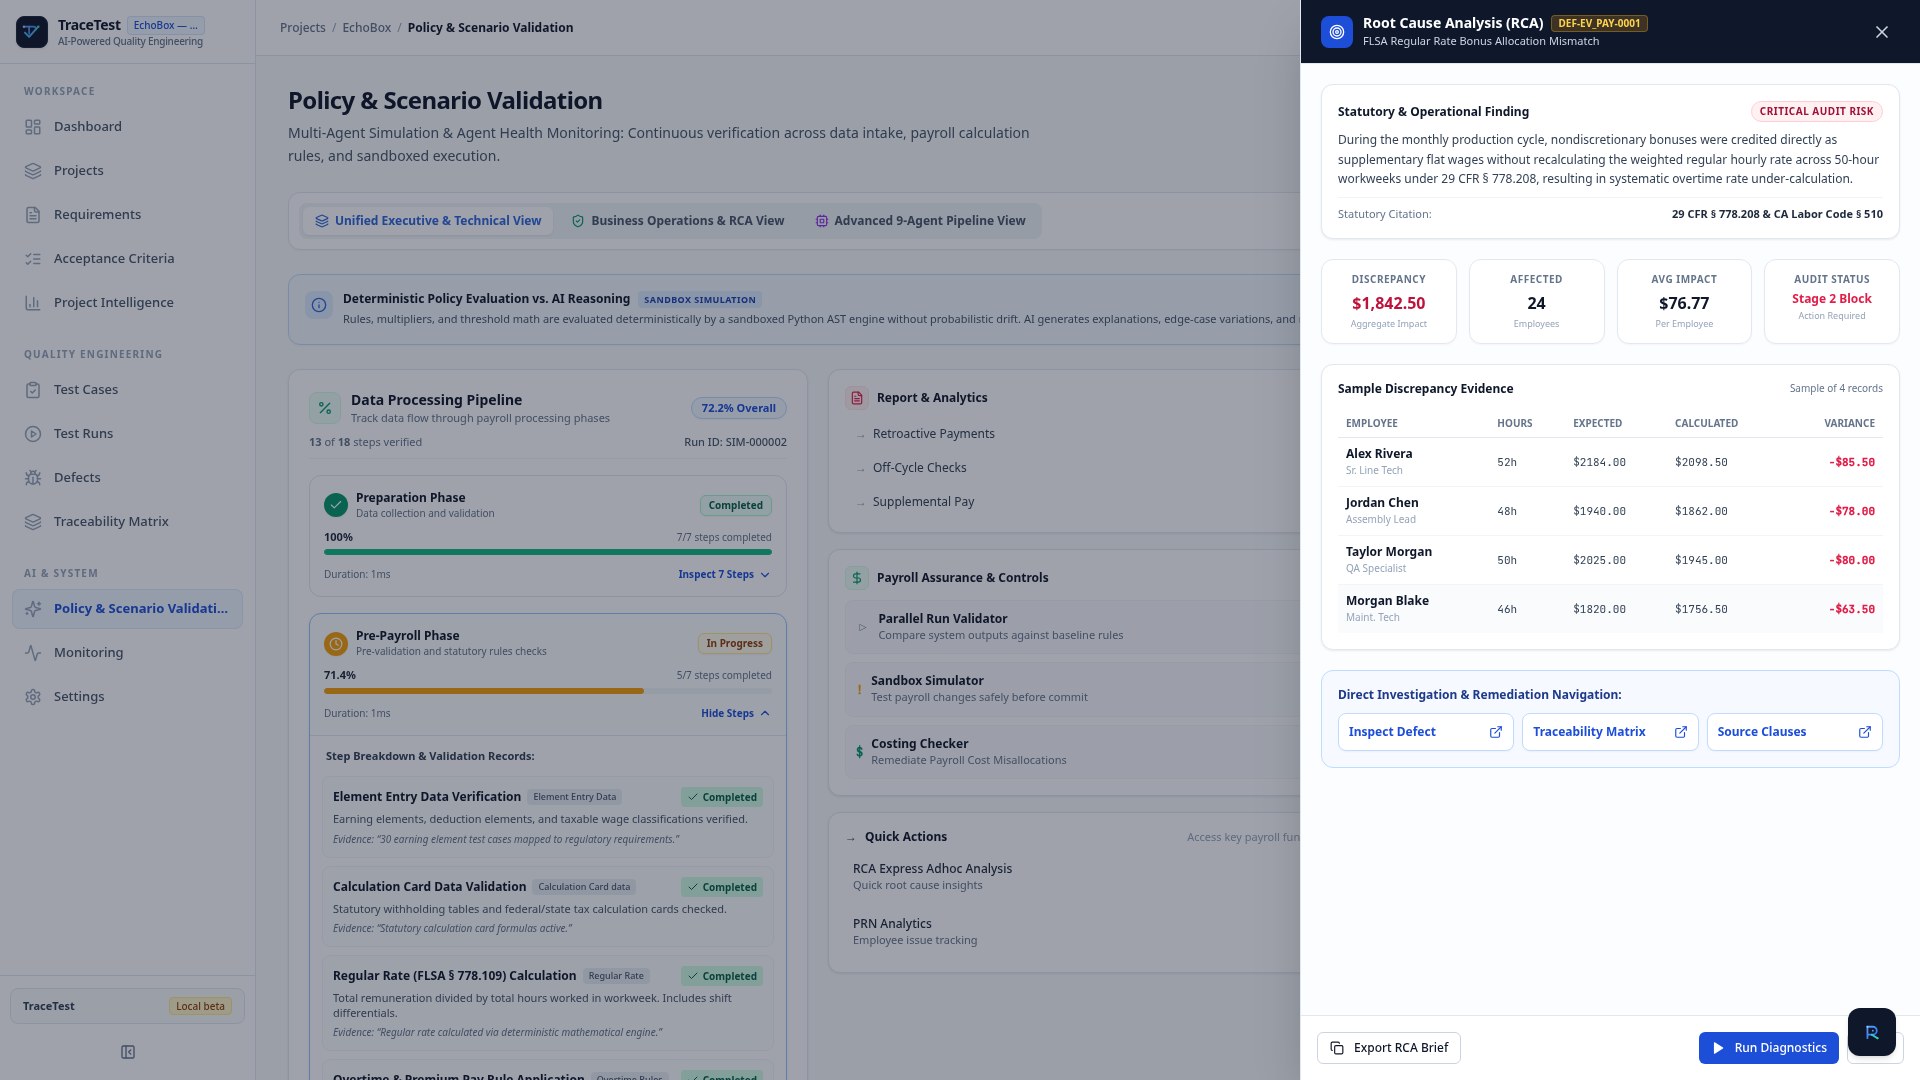 TraceTest
EchoBox — ...
AI-Powered Quality Engineering
WORKSPACE
Dashboard
Projects
Requirements
Acceptance Criteria
Project Intelligence
QUALITY ENGINEERING
Test Cases
Test Runs
Defects
Traceability Matrix
AI & SYSTEM
Policy & Scenario Validati...
Monitoring
Settings
TraceTest
Local beta
Projects / EchoBox / Policy & Scenario Validation
Policy & Scenario Validation
Multi-Agent Simulation & Agent Health Monitoring: Continuous verification across data intake, payroll calculation
rules, and sandboxed execution.
Unified Executive & Technical View
Business Operations & RCA View
Advanced 9-Agent Pipeline View
Deterministic Policy Evaluation vs. AI Reasoning
SANDBOX SIMULATION
Rules, multipliers, and threshold math are evaluated deterministically by a sandboxed Python AST engine without probabilistic drift. AI generates explanations, edge-case variations, and
Data Processing Pipeline
Track data flow through payroll processing phases
72.2% Overall
13 of 18 steps verified
Run ID: SIM-000002
Preparation Phase
Data collection and validation
Completed
100%
7/7 steps completed
Duration: 1ms
Inspect 7 Steps
Pre-Payroll Phase
Pre-validation and statutory rules checks
In Progress
71.4%
5/7 steps completed
Duration: 1ms
Hide Steps
Step Breakdown & Validation Records:
Element Entry Data Verification
Element Entry Data
Completed
Earning elements, deduction elements, and taxable wage classifications verified.
Evidence: "30 earning element test cases mapped to regulatory requirements."
Calculation Card Data Validation
Calculation Card data
Completed
Statutory withholding tables and federal/state tax calculation cards checked.
Evidence: "Statutory calculation card formulas active."
Regular Rate (FLSA § 778.109) Calculation
Regular Rate
Completed
Total remuneration divided by total hours worked in workweek. Includes shift
differentials.
Evidence: "Regular rate calculated via deterministic mathematical engine."
Overtime & Premium Pay Rule Application
Overtime Rules
Completed
Report & Analytics
→ Retroactive Payments
→ Off-Cycle Checks
→ Supplemental Pay
$ Payroll Assurance & Controls
▷ Parallel Run Validator
Compare system outputs against baseline rules
! Sandbox Simulator
Test payroll changes safely before commit
$ Costing Checker
Remediate Payroll Cost Misallocations
→ Quick Actions
Access key payroll fun
RCA Express Adhoc Analysis
Quick root cause insights
PRN Analytics
Employee issue tracking
Root Cause Analysis (RCA)
DEF-EV_PAY-0001
FLSA Regular Rate Bonus Allocation Mismatch
Statutory & Operational Finding
CRITICAL AUDIT RISK
During the monthly production cycle, nondiscretionary bonuses were credited directly as
supplementary flat wages without recalculating the weighted regular hourly rate across 50-hour
workweeks under 29 CFR § 778.208, resulting in systematic overtime rate under-calculation.
Statutory Citation:
29 CFR § 778.208 & CA Labor Code § 510
DISCREPANCY
$1,842.50
Aggregate Impact
AFFECTED
24
Employees
AVG IMPACT
$76.77
Per Employee
AUDIT STATUS
Stage 2 Block
Action Required
Sample Discrepancy Evidence
Sample of 4 records
EMPLOYEE HOURS EXPECTED CALCULATED VARIANCE
Alex Rivera
Sr. Line Tech
52h $2184.00 $2098.50 -$85.50
Jordan Chen
Assembly Lead
48h $1940.00 $1862.00 -$78.00
Taylor Morgan
QA Specialist
50h $2025.00 $1945.00 -$80.00
Morgan Blake
Maint. Tech
46h $1820.00 $1756.50 -$63.50
Direct Investigation & Remediation Navigation:
Inspect Defect
Traceability Matrix
Source Clauses
Export RCA Brief
Run Diagnostics